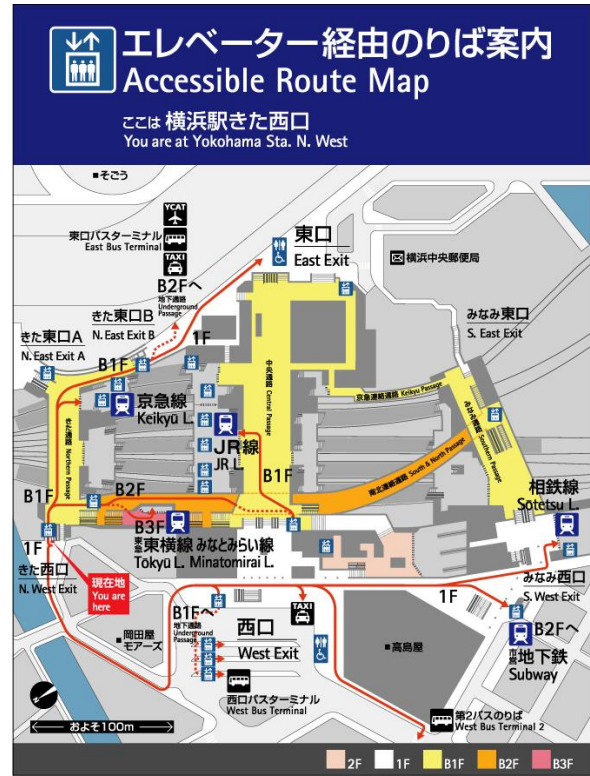 エレベーター経由のりば案内
Accessible Route Map
ここは 横浜駅きた西口
You are at Yokohama Sta. N. West
■そごう
YCAT
東口バスターミナル
East Bus Terminal
TAXI
B2Fへ
地下通路
Underground
Passage
東口
East Exit
横浜中央郵便局
きた東口B
N. East Exit B
きた東口A
N. East Exit A
みなみ東口
S. East Exit
1F
B1F
京急線
Keikyū L.
JR線
JR L.
中央通路 Central Passage
京急連絡通路 Keikyu Passage
みなみ通路 Southern Passage
南北連絡通路 South & North Passage
きた通路 Northern Passage
B1F
B1F
B2F
B3F
東急東横線 みなとみらい線
Tōkyū L. Minatomirai L.
相鉄線
Sōtetsu L.
1F
きた西口
N. West Exit
現在地
You are
here
みなみ西口
S. West Exit
1F
B1Fへ
地下通路
Underground
Passage
西口
West Exit
TAXI
■岡田屋
モアーズ
■高島屋
B2Fへ
市営地下鉄
Subway
西口バスターミナル
West Bus Terminal
第2バスのりば
West Bus Terminal 2
およそ100m
2F 1F B1F B2F B3F